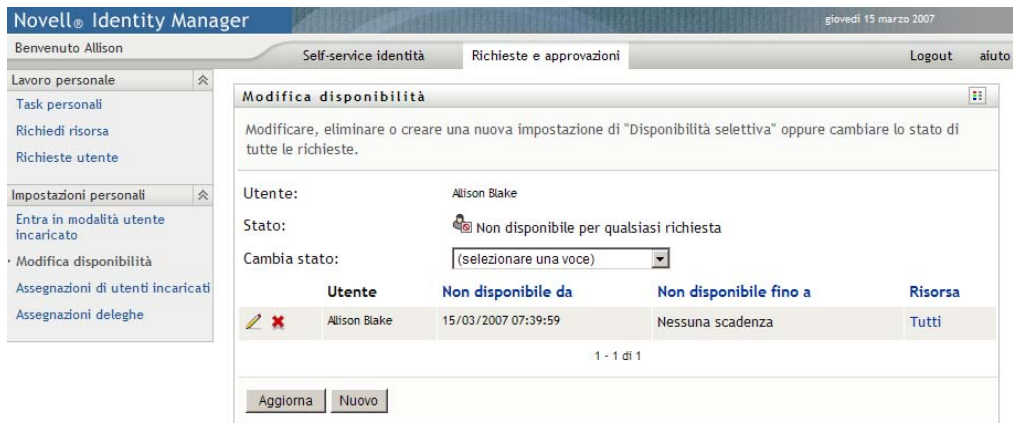 Novell® Identity Manager
giovedì 15 marzo 2007
Benvenuto Allison
Self-service identità
Richieste e approvazioni
Logout
aiuto
Lavoro personale
Task personali
Richiedi risorsa
Richieste utente
Impostazioni personali
Entra in modalità utente
incaricato
Modifica disponibilità
Assegnazioni di utenti incaricati
Assegnazioni deleghe
Modifica disponibilità
Modificare, eliminare o creare una nuova impostazione di "Disponibilità selettiva" oppure cambiare lo stato di
tutte le richieste.
Utente: Allison Blake
Stato: Non disponibile per qualsiasi richiesta
Cambia stato: (selezionare una voce)
Utente Non disponibile da Non disponibile fino a Risorsa
Allison Blake 15/03/2007 07:39:59 Nessuna scadenza Tutti
1 - 1 di 1
Aggiorna Nuovo